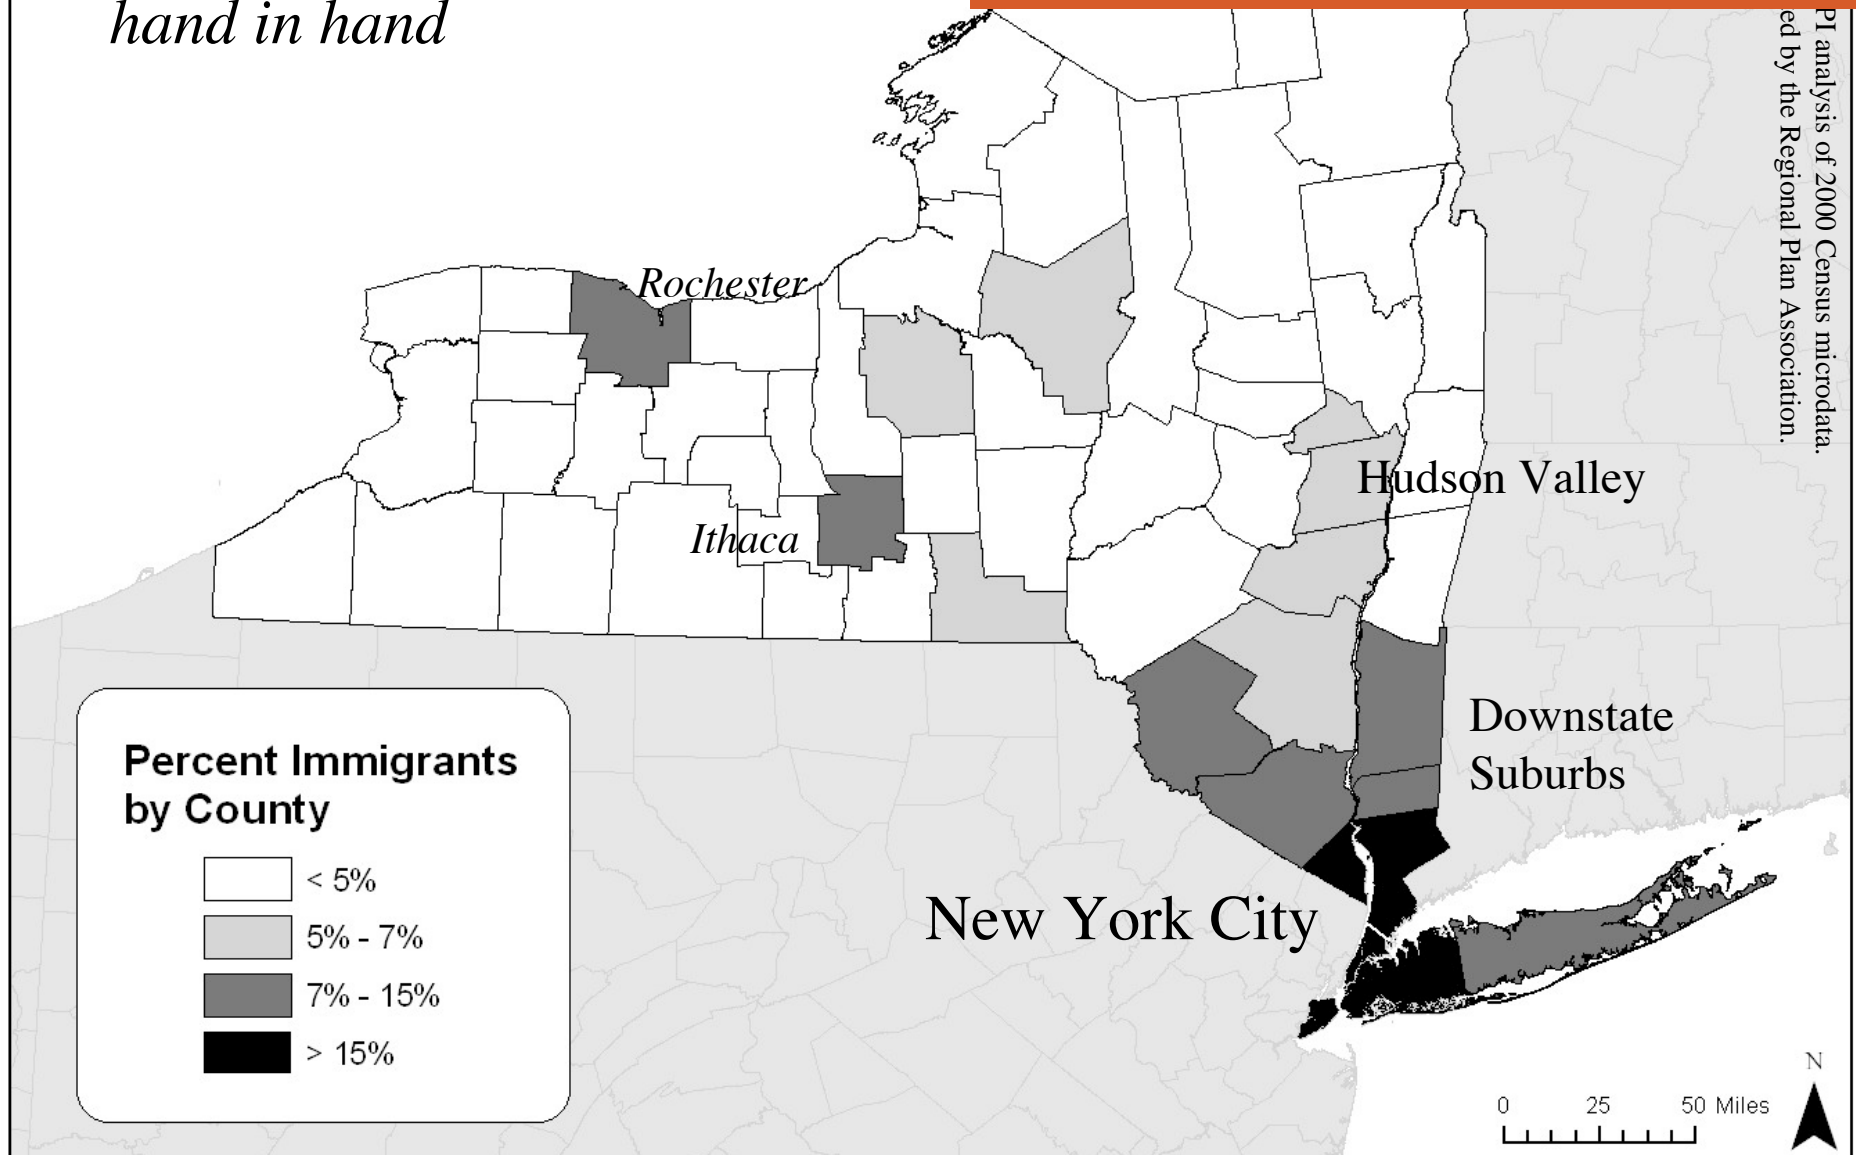 hand in hand
PI analysis of 2000 Census microdata.
ed by the Regional Plan Association.
Rochester
Hudson Valley
Ithaca
Downstate
Suburbs
New York City
Percent Immigrants
by County
< 5%
5% - 7%
7% - 15%
> 15%
N
0 25 50 Miles